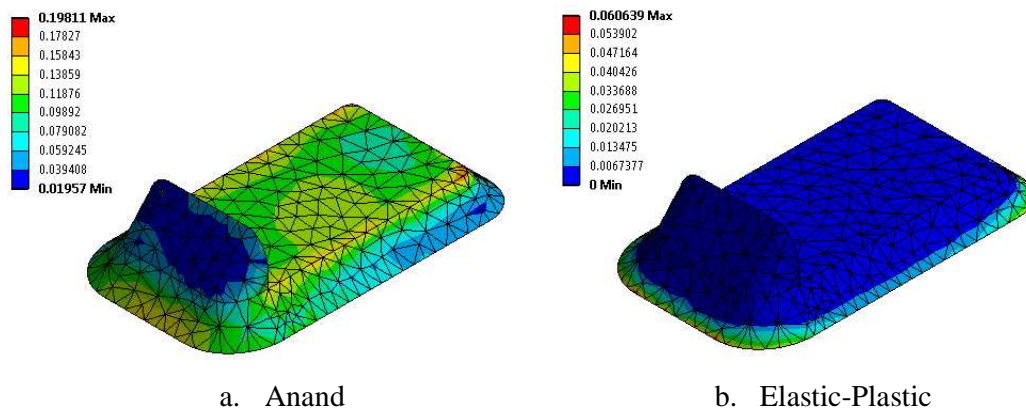 0.19811 Max
0.17827
0.15843
0.13859
0.11876
0.09892
0.079082
0.059245
0.039408
0.01957 Min
0.060639 Max
0.053902
0.047164
0.040426
0.033688
0.026951
0.020213
0.013475
0.0067377
0 Min
a. Anand
b. Elastic-Plastic